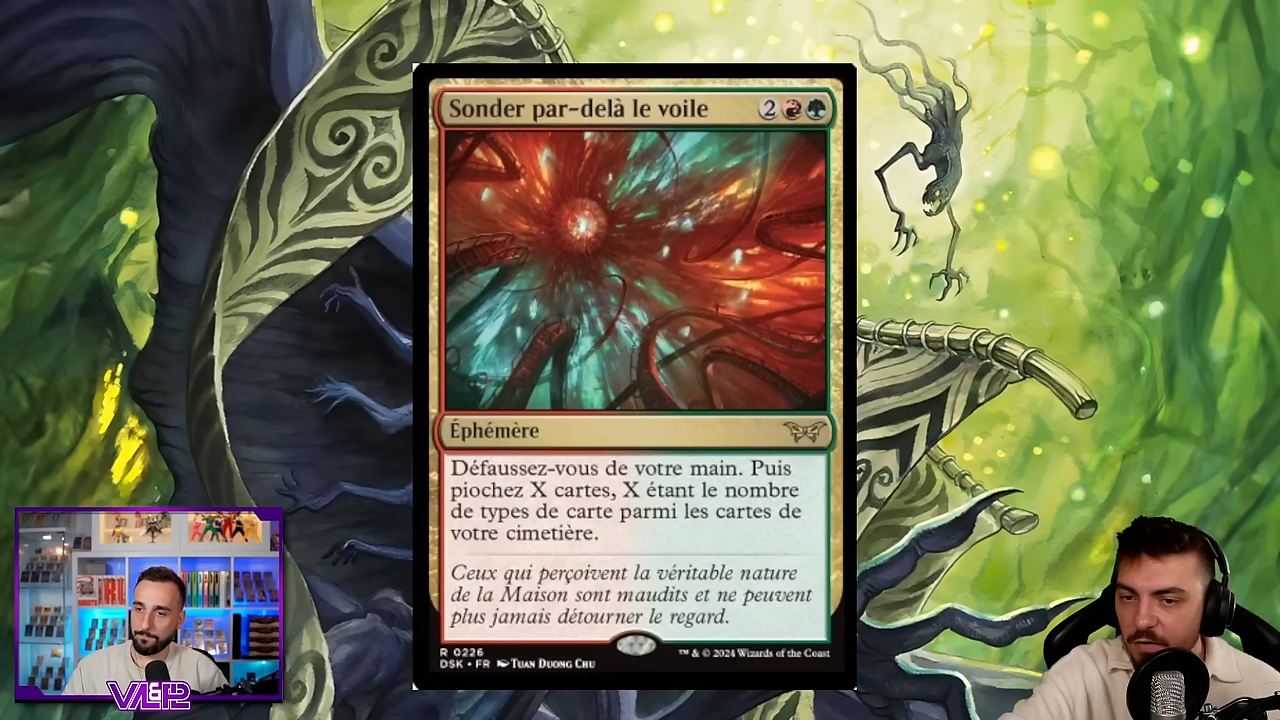 Sonder par-delà le voile 2
Éphémère
Défaussez-vous de votre main. Puis
piochez X cartes, X étant le nombre
de types de carte parmi les cartes de
votre cimetière.
Ceux qui perçoivent la véritable nature
de la Maison sont maudits et ne peuvent
plus jamais détourner le regard.
R 0226
DSK • FR Tuan Duong Chu
™ & © 2024 Wizards of the Coast